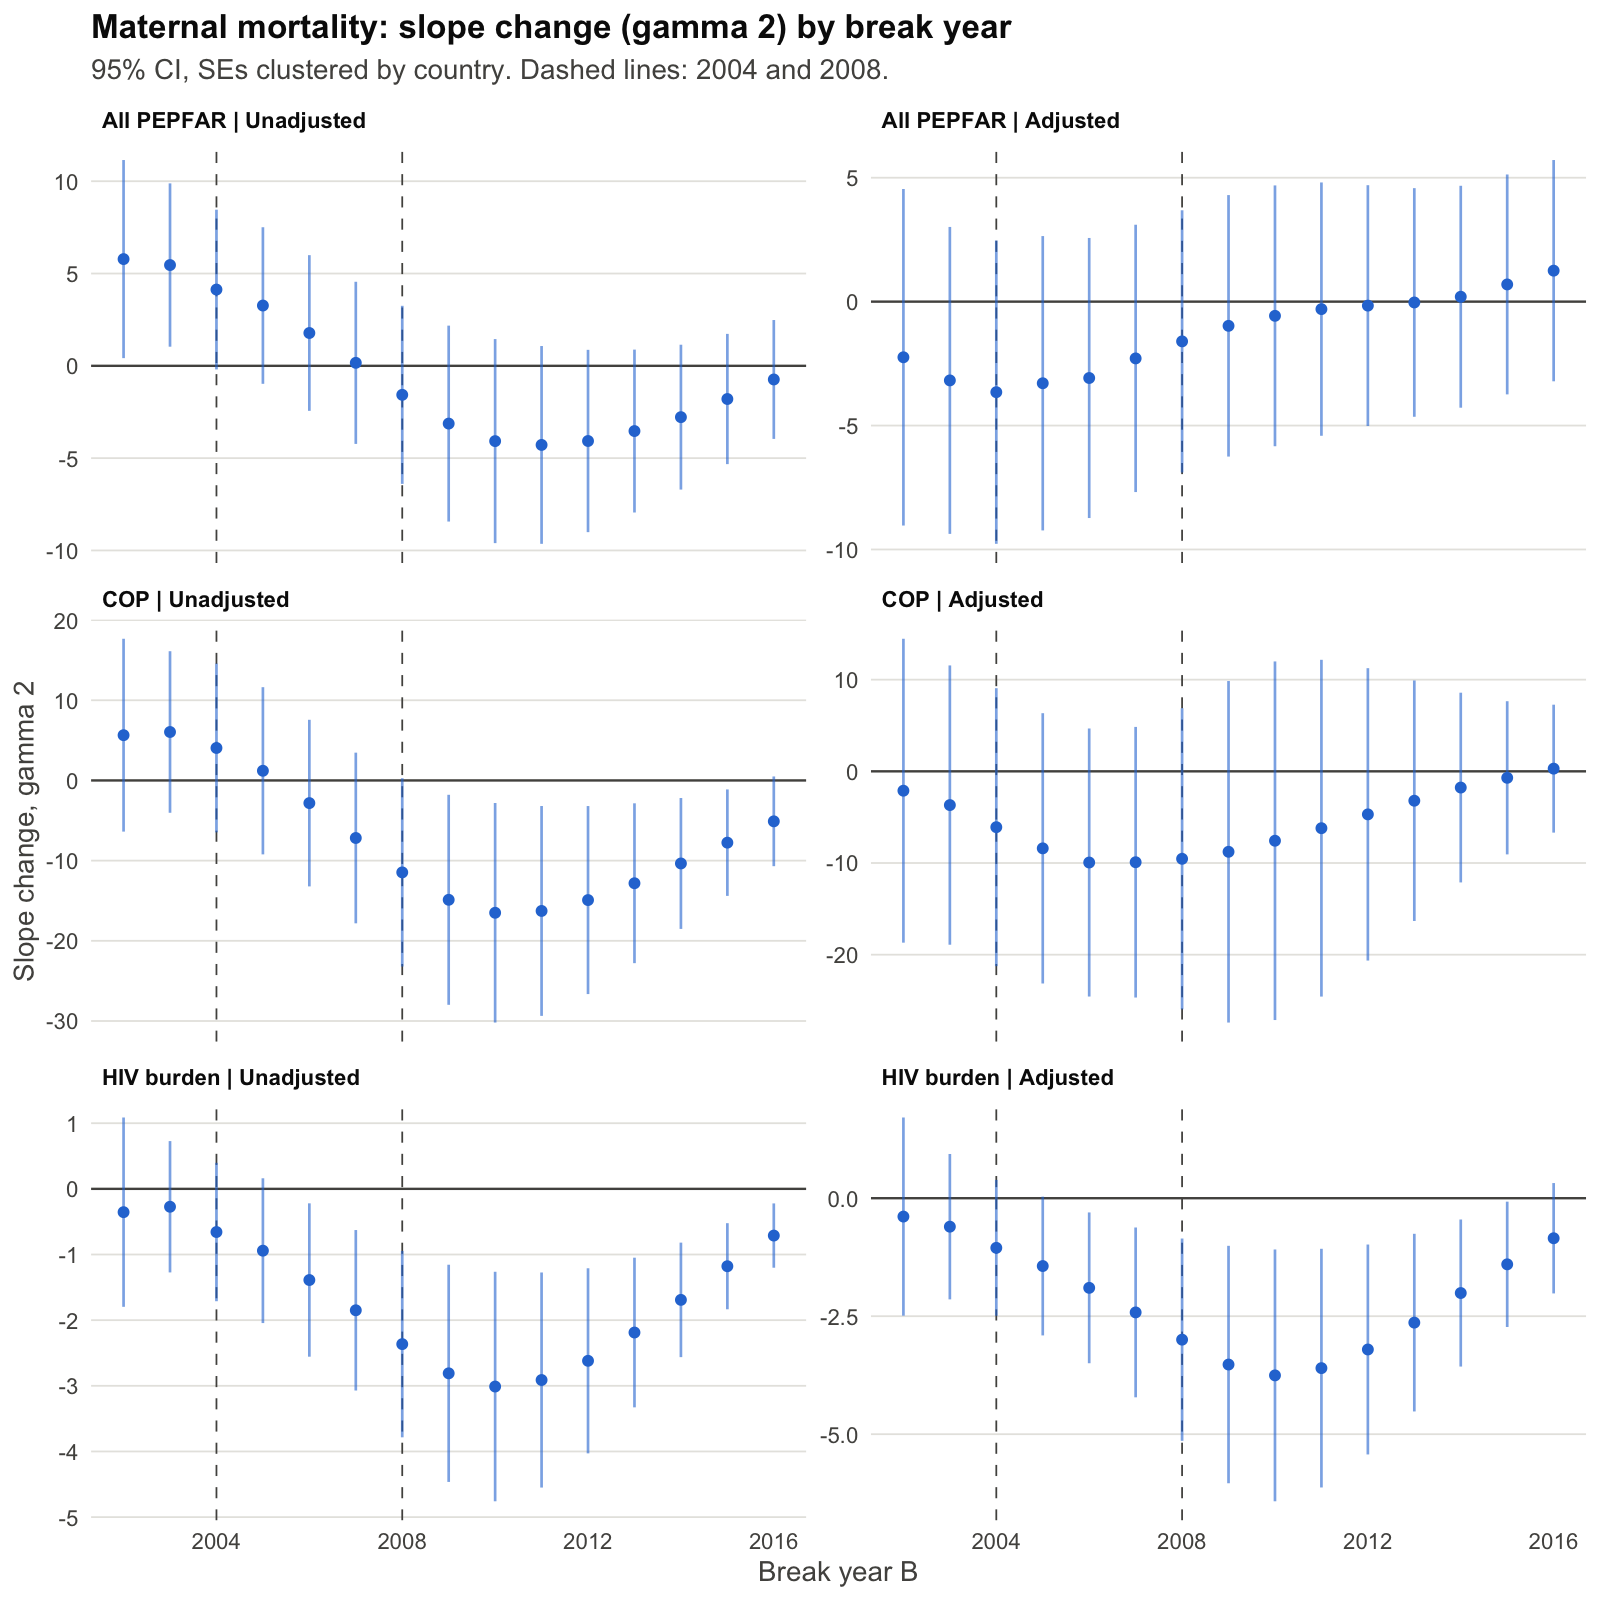 Maternal mortality: slope change (gamma 2) by break year
95% CI, SEs clustered by country. Dashed lines: 2004 and 2008.
All PEPFAR | Unadjusted
10
5
0
-5
-10
All PEPFAR | Adjusted
5
0
-5
-10
COP | Unadjusted
20
10
0
-10
-20
-30
COP | Adjusted
10
0
-10
-20
Slope change, gamma 2
HIV burden | Unadjusted
1
0
-1
-2
-3
-4
-5
2004 2008 2012 2016
HIV burden | Adjusted
0.0
-2.5
-5.0
2004 2008 2012 2016
Break year B